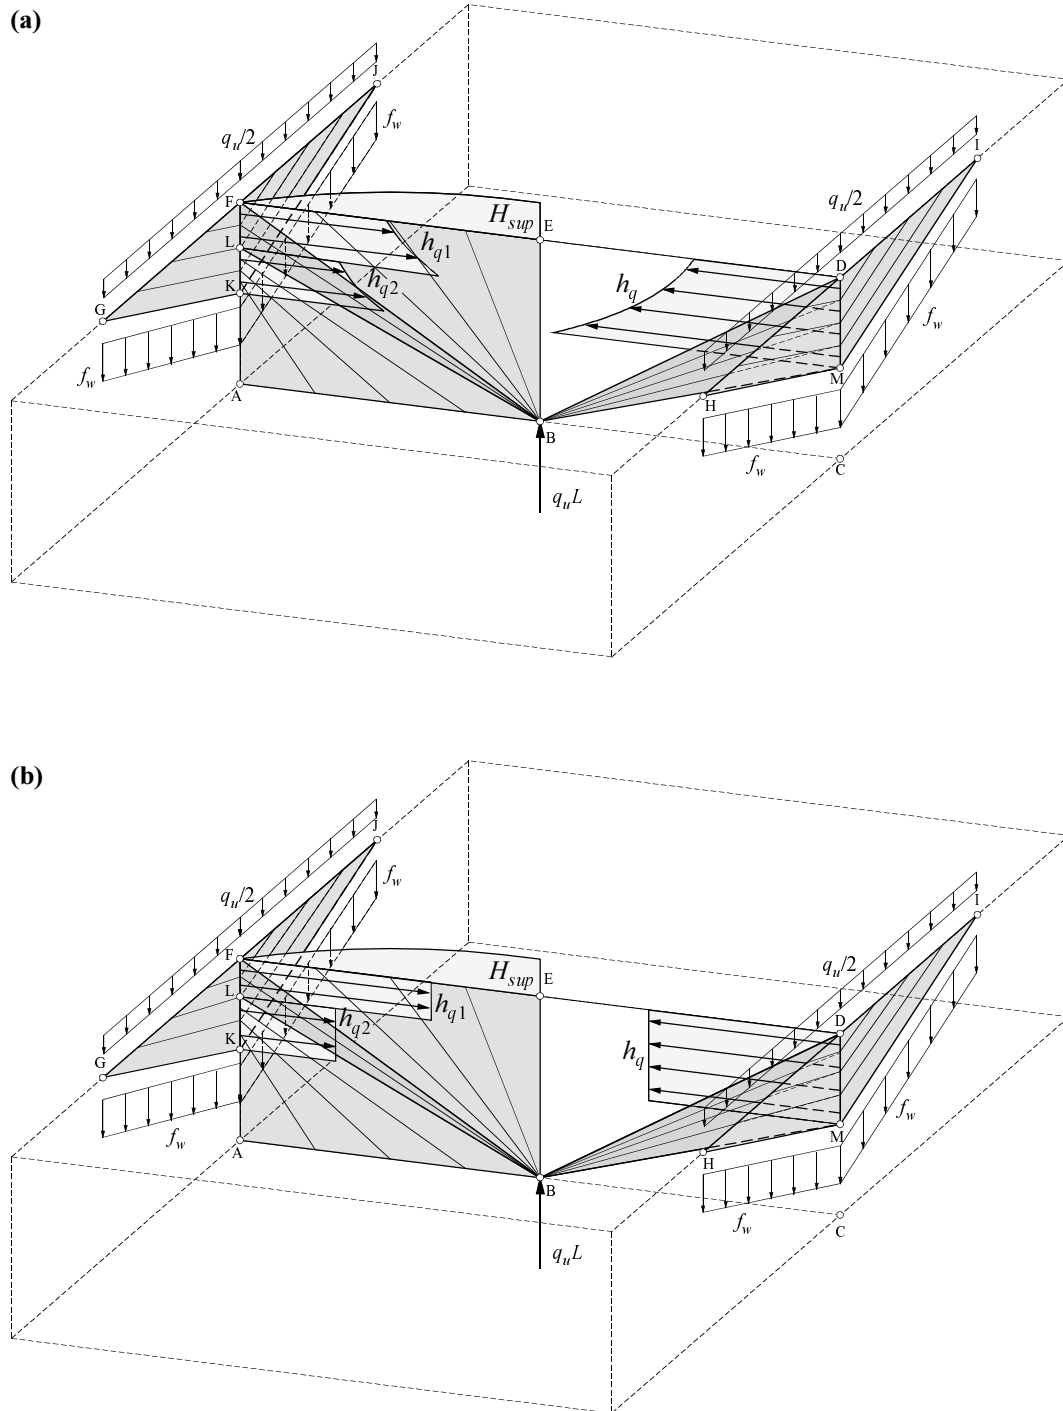 (a)
J
f_w
q_u/2
I
F
H_sup
E
q_u/2
L
h_q1
D
h_q2
h_q
K
G
f_w
f_w
M
A
H
B
f_w
C
q_uL
(b)
J
f_w
q_u/2
I
F
H_sup
E
q_u/2
L
h_q1
D
h_q2
K
h_q
G
f_w
f_w
M
A
H
B
f_w
C
q_uL